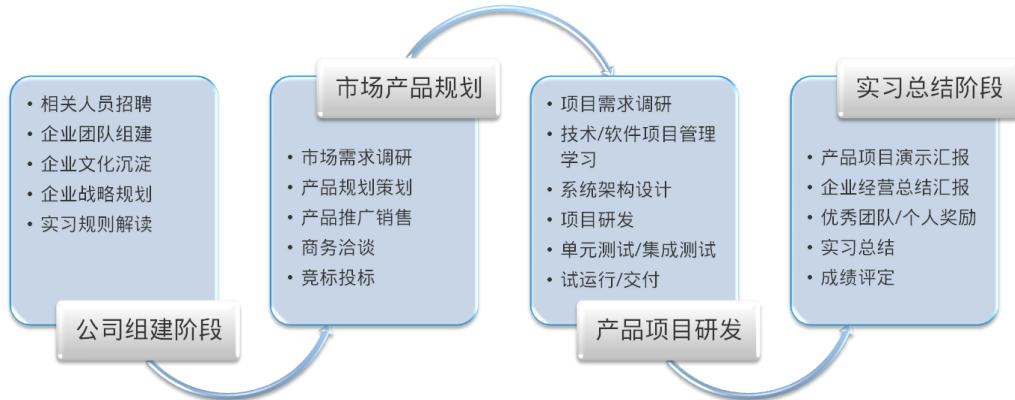 • 相关人员招聘
• 企业团队组建
• 企业文化沉淀
• 企业战略规划
• 实习规则解读
公司组建阶段
市场产品规划
• 市场需求调研
• 产品规划策划
• 产品推广销售
• 商务洽谈
• 竞标投标
• 项目需求调研
• 技术/软件项目管理
学习
• 系统架构设计
• 项目研发
• 单元测试/集成测试
• 试运行/交付
产品项目研发
实习总结阶段
• 产品项目演示汇报
• 企业经营总结汇报
• 优秀团队/个人奖励
• 实习总结
• 成绩评定